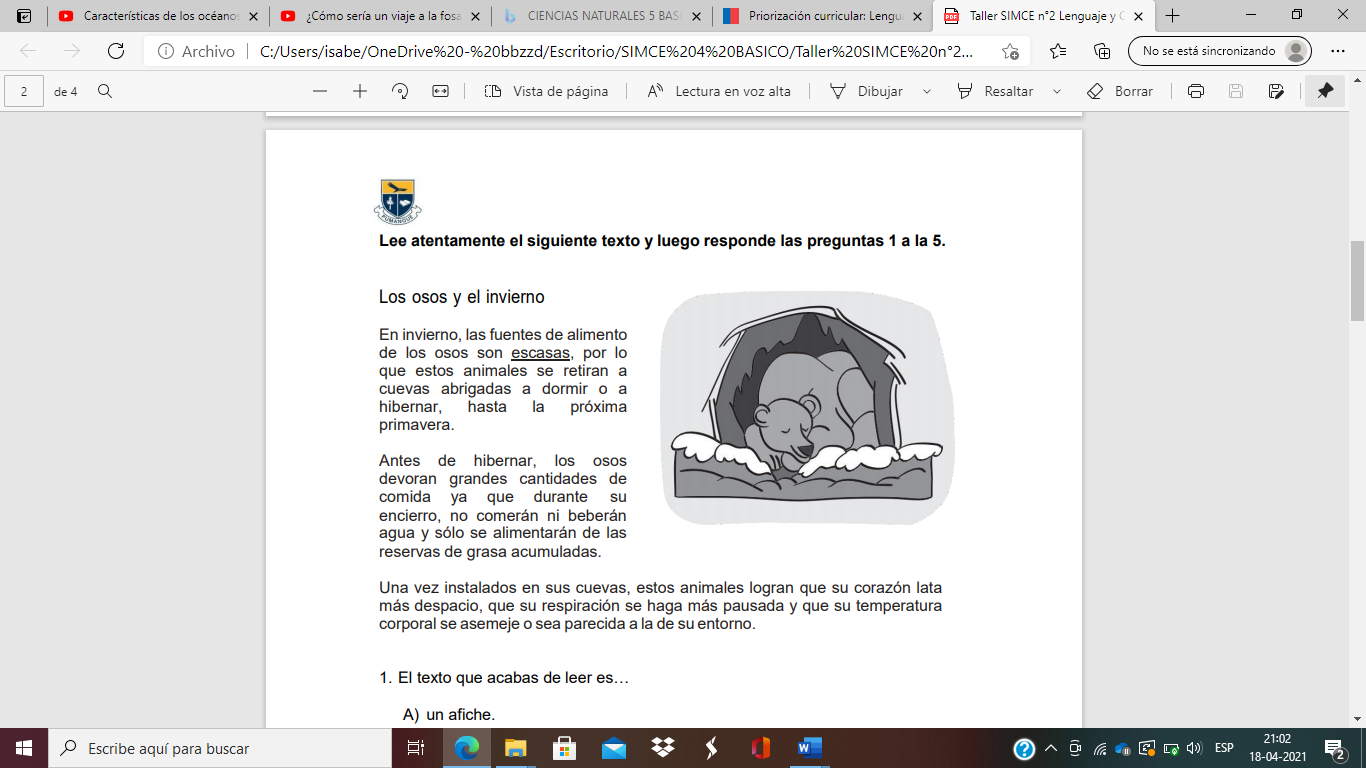 Características de los océanos
¿Cómo sería un viaje a la fosa
CIENCIAS NATURALES 5 BASI
Priorización curricular: Lengua
Taller SIMCE n°2 Lenguaje y C
Archivo
C:/Users/isabe/OneDrive%20-%20bbzzd/Escritorio/SIMCE%204%20BASICO/Taller%20SIMCE%20n°2...
No se está sincronizando
2
de 4
Vista de página
Lectura en voz alta
Dibujar
Resaltar
Borrar
PUMANQUE
Lee atentamente el siguiente texto y luego responde las preguntas 1 a la 5.
Los osos y el invierno
En invierno, las fuentes de alimento
de los osos son escasas, por lo
que estos animales se retiran a
cuevas abrigadas a dormir o a
hibernar, hasta la próxima
primavera.
Antes de hibernar, los osos
devoran grandes cantidades de
comida ya que durante su
encierro, no comerán ni beberán
agua y sólo se alimentarán de las
reservas de grasa acumuladas.
Una vez instalados en sus cuevas, estos animales logran que su corazón lata
más despacio, que su respiración se haga más pausada y que su temperatura
corporal se asemeje o sea parecida a la de su entorno.
1. El texto que acabas de leer es…
A) un afiche.
Escribe aquí para buscar
ESP
21:02
18-04-2021
2